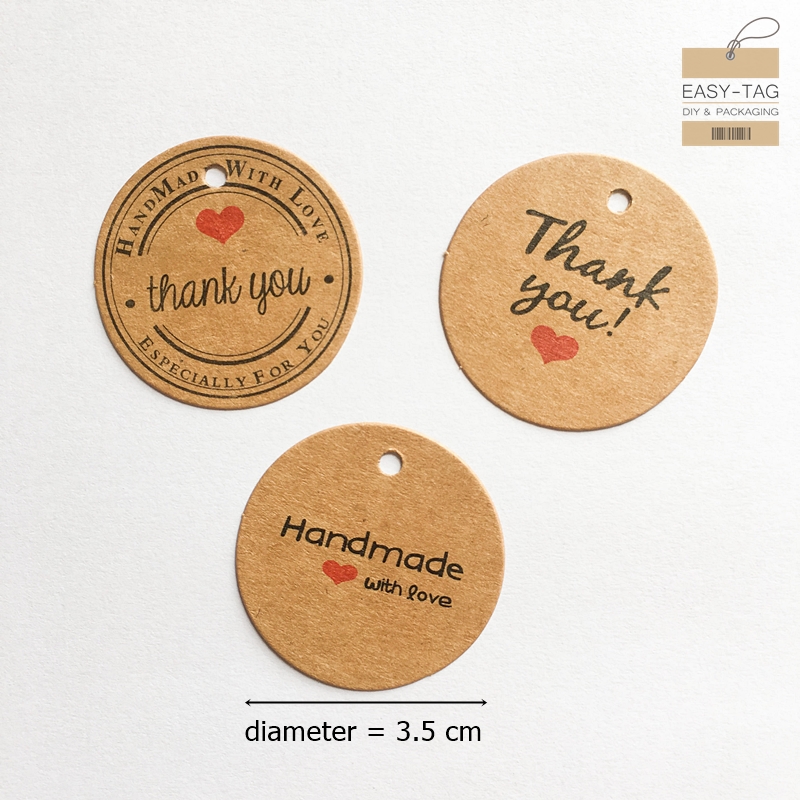 EASY-TAG
DIY & PACKAGING
HANDMADE WITH LOVE
thank you
ESPECIALLY FOR YOU
Thank
you!
Handmade
with love
diameter = 3.5 cm